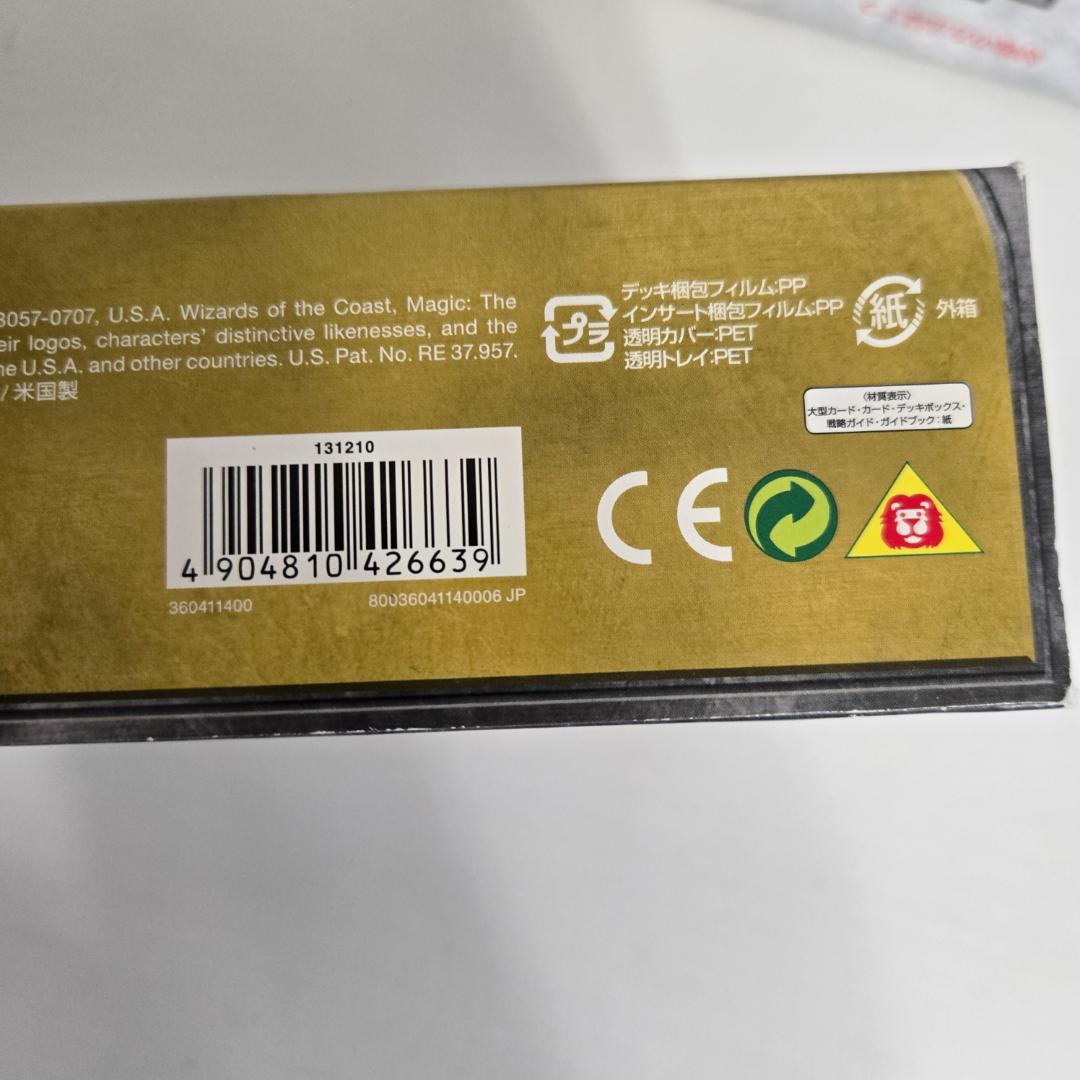 3057-0707, U.S.A. Wizards of the Coast, Magic: The
eir logos, characters' distinctive likenesses, and the
he U.S.A. and other countries. U.S. Pat. No. RE 37.957.
/ 米国製
プラ
デッキ梱包フィルム:PP
インサート梱包フィルム:PP
透明カバー:PET
透明トレイ:PET
紙
外箱
〈材質表示〉
大型カード・カード・デッキボックス・
戦略ガイド・ガイドブック:紙
131210
4 904810 426639
360411400
80036041140006 JP
CE